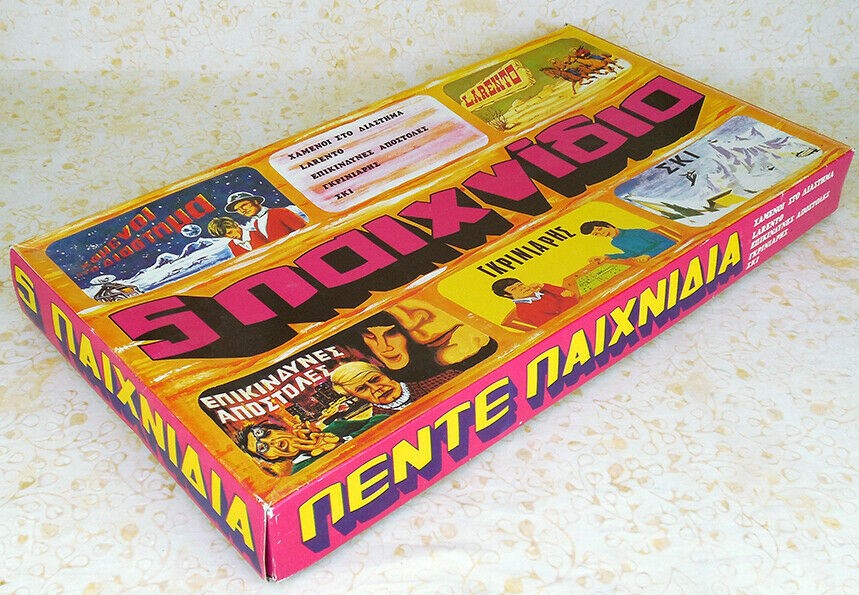 LARENTO
ΧΑΜΕΝΟΙ ΣΤΟ ΔΙΑΣΤΗΜΑ
LARENTO
ΕΠΙΚΙΝΔΥΝΕΣ ΑΠΟΣΤΟΛΕΣ
ΓΚΡΙΝΙΑΡΗΣ
ΣΚΙ
χαμενοι
στο διαστημα
5 παιχνίδια
ΣΚΙ
ΓΚΡΙΝΙΑΡΗΣ
ΕΠΙΚΙΝΔΥΝΕΣ
ΑΠΟΣΤΟΛΕΣ
5 ΠΑΙΧΝΙΔΙΑ
ΠΕΝΤΕ ΠΑΙΧΝΙΔΙΑ
ΧΑΜΕΝΟΙ ΣΤΟ ΔΙΑΣΤΗΜΑ
LARENTO
ΕΠΙΚΙΝΔΥΝΕΣ ΑΠΟΣΤΟΛΕΣ
ΓΚΡΙΝΙΑΡΗΣ
ΣΚΙ